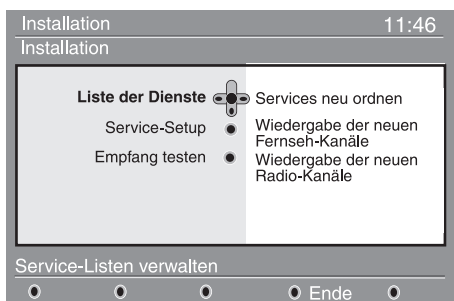 Installation 11:46
Installation
Liste der Dienste
Service-Setup
Empfang testen
Services neu ordnen
Wiedergabe der neuen
Fernseh-Kanäle
Wiedergabe der neuen
Radio-Kanäle
Service-Listen verwalten
Ende